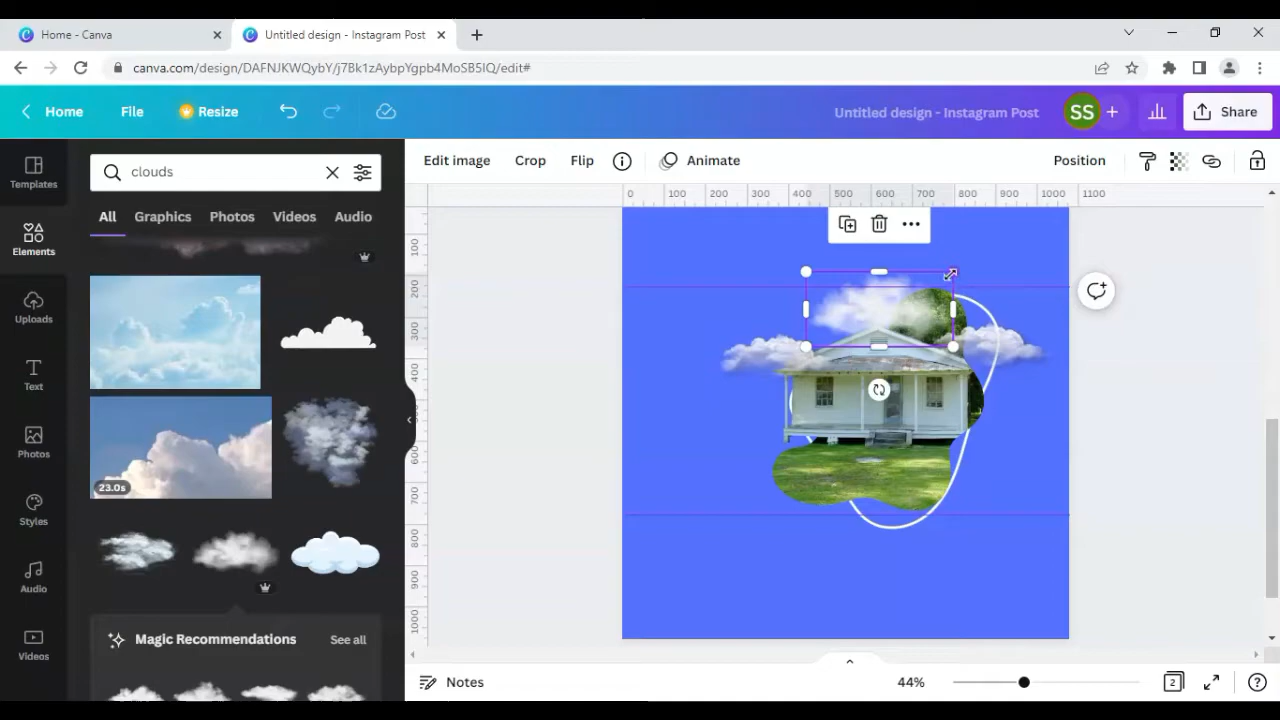 Home - Canva
Untitled design - Instagram Post
canva.com/design/DAFNJKWQybY/j7Bk1zAybpYgpb4MoSB5IQ/edit#
Home
File
Resize
Untitled design - Instagram Post
SS
Share
Templates
Elements
Uploads
Text
Photos
Styles
Audio
Videos
clouds
All
Graphics
Photos
Videos
Audio
23.0s
Magic Recommendations
See all
Edit image
Crop
Flip
Animate
Position
0
100
200
300
400
500
600
700
800
900
1000
1100
100
200
300
400
500
600
700
800
900
1000
Notes
44%
2